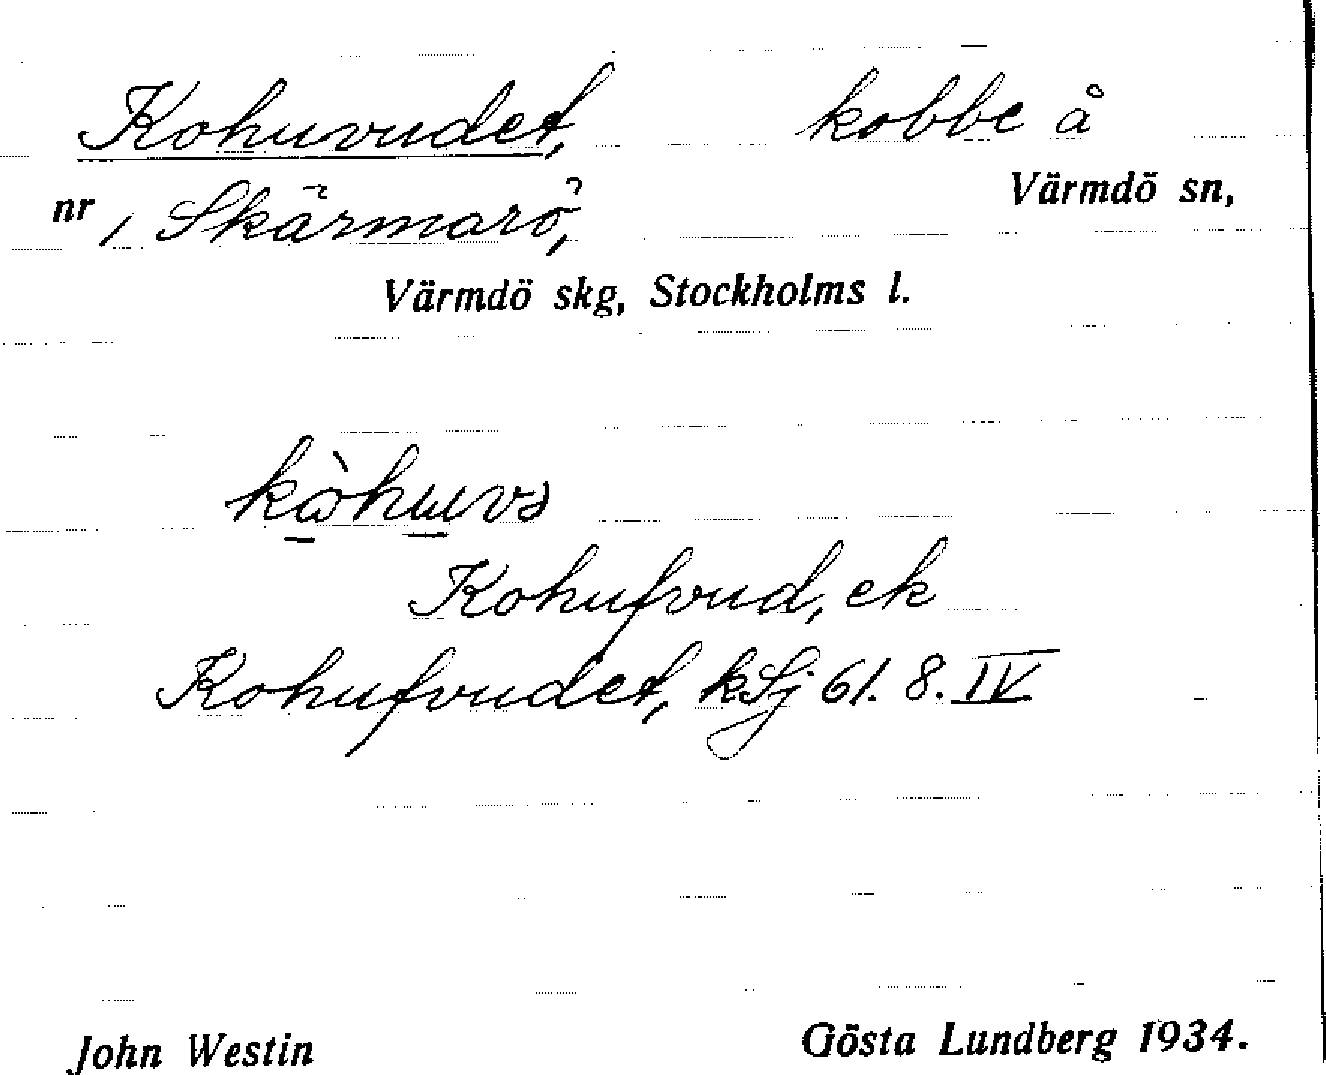 Kohuvudet, kobbe å
nr 1 Skärmarö, Värmdö sn,
Värmdö skg, Stockholms l.
Kohufvud, ek
Kohufvudet, kSj 61. 8. IV
John Westin Gösta Lundberg 1934.